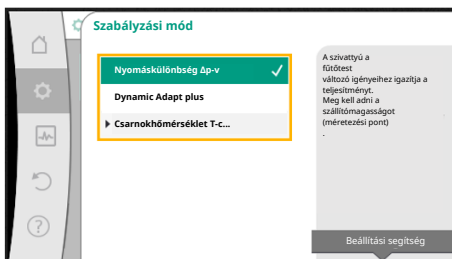 Szabályzási mód
Nyomáskülönbség Δp-v
Dynamic Adapt plus
Csarnokhőmérséklet T-c...
A szivattyú a
fűtőtest
változó igényeihez igazítja a
teljesítményt.
Meg kell adni a
szállítómagasságot
(méretezési pont)
.
Beállítási segítség